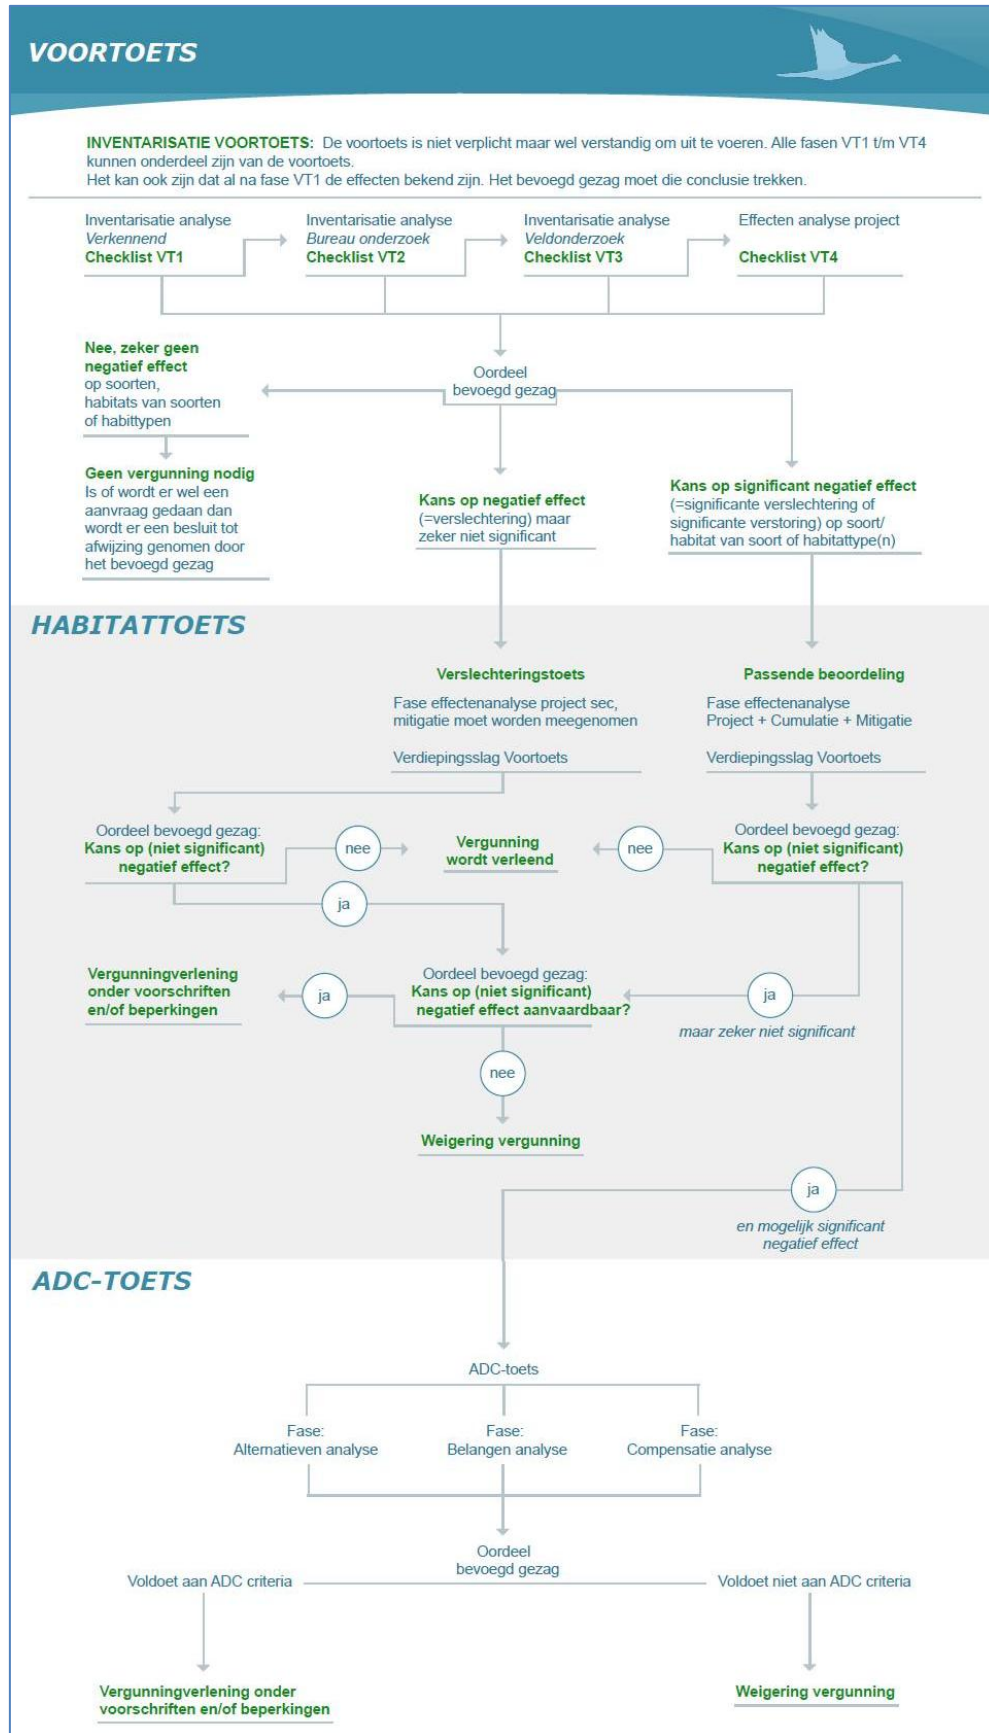 VOORTOETS
INVENTARISATIE VOORTOETS: De voortoets is niet verplicht maar wel verstandig om uit te voeren. Alle fasen VT1 t/m VT4
kunnen onderdeel zijn van de voortoets.
Het kan ook zijn dat al na fase VT1 de effecten bekend zijn. Het bevoegd gezag moet die conclusie trekken.
Inventarisatie analyse
Verkennend
Checklist VT1
Inventarisatie analyse
Bureau onderzoek
Checklist VT2
Inventarisatie analyse
Veldonderzoek
Checklist VT3
Effecten analyse project
Checklist VT4
Oordeel
bevoegd gezag
Nee, zeker geen
negatief effect
op soorten,
habitats van soorten
of habittypen
Geen vergunning nodig
Is of wordt er wel een
aanvraag gedaan dan
wordt er een besluit tot
afwijzing genomen door
het bevoegd gezag
Kans op negatief effect
(=verslechtering) maar
zeker niet significant
Kans op significant negatief effect
(=significante verslechtering of
significante verstoring) op soort/
habitat van soort of habitattype(n)
HABITATTOETS
Verslechteringstoets
Fase effectenanalyse project sec,
mitigatie moet worden meegenomen
Verdiepingsslag Voortoets
Passende beoordeling
Fase effectenanalyse
Project + Cumulatie + Mitigatie
Verdiepingsslag Voortoets
Oordeel bevoegd gezag:
Kans op (niet significant)
negatief effect?
nee
Vergunning
wordt verleend
nee
Oordeel bevoegd gezag:
Kans op (niet significant)
negatief effect?
ja
Vergunningverlening
onder voorschriften
en/of beperkingen
ja
Oordeel bevoegd gezag:
Kans op (niet significant)
negatief effect aanvaardbaar?
ja
maar zeker niet significant
nee
Weigering vergunning
ja
en mogelijk significant
negatief effect
ADC-TOETS
ADC-toets
Fase:
Alternatieven analyse
Fase:
Belangen analyse
Fase:
Compensatie analyse
Oordeel
bevoegd gezag
Voldoet aan ADC criteria
Voldoet niet aan ADC criteria
Vergunningverlening onder
voorschriften en/of beperkingen
Weigering vergunning